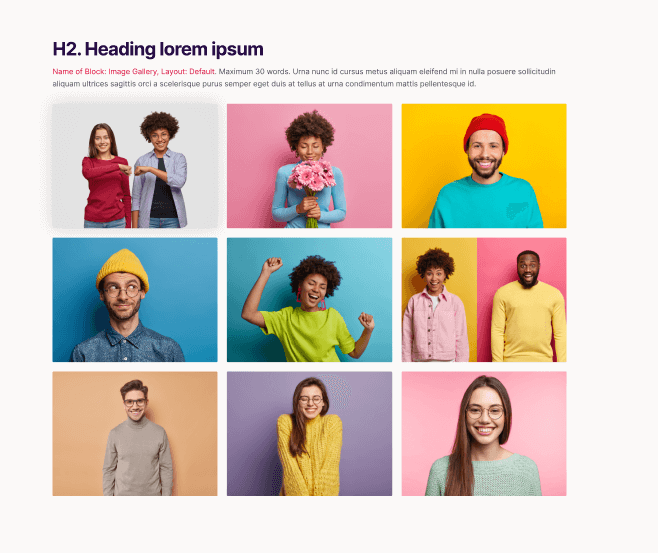 H2. Heading lorem ipsum
Name of Block: Image Gallery, Layout: Default. Maximum 30 words. Urna nunc id cursus metus aliquam eleifend mi in nulla posuere sollicitudin
aliquam ultrices sagittis orci a scelerisque purus semper eget duis at tellus at urna condimentum mattis pellentesque id.